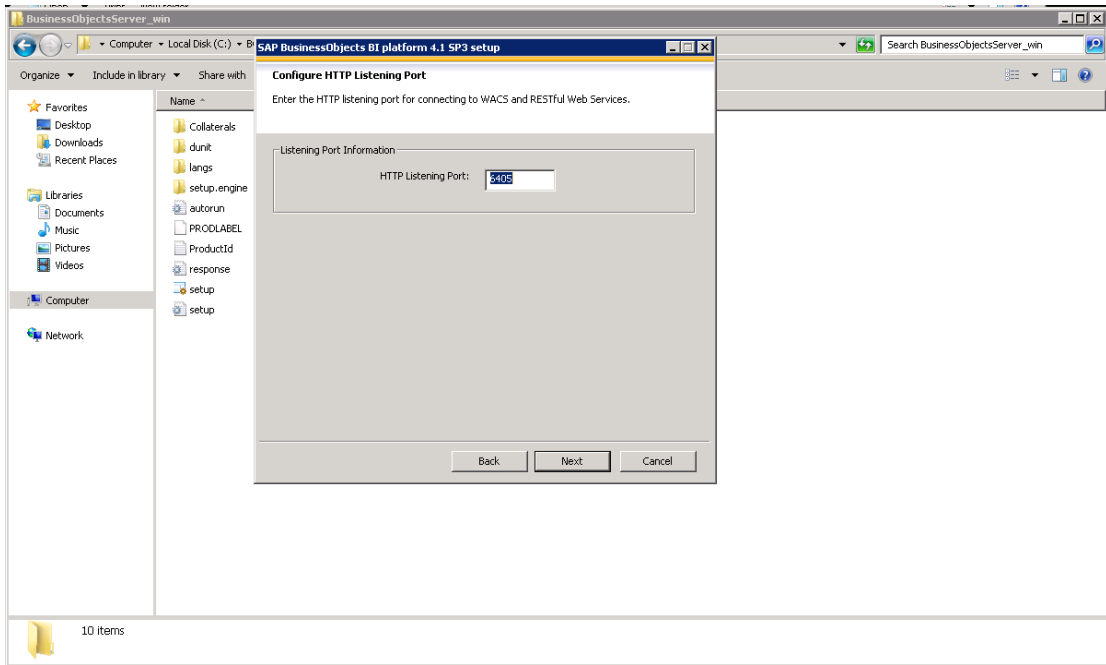 BusinessObjectsServer_win
Computer ▾ Local Disk (C:) ▾ B
Search BusinessObjectsServer_win
Organize ▾ Include in library ▾ Share with
Favorites
Desktop
Downloads
Recent Places
Libraries
Documents
Music
Pictures
Videos
Computer
Network
Name
Collaterals
dunit
langs
setup.engine
autorun
PRODLABEL
ProductId
response
setup
setup
SAP BusinessObjects BI platform 4.1 SP3 setup
Configure HTTP Listening Port
Enter the HTTP listening port for connecting to WACS and RESTful Web Services.
Listening Port Information
HTTP Listening Port: 6405
Back Next Cancel
10 items